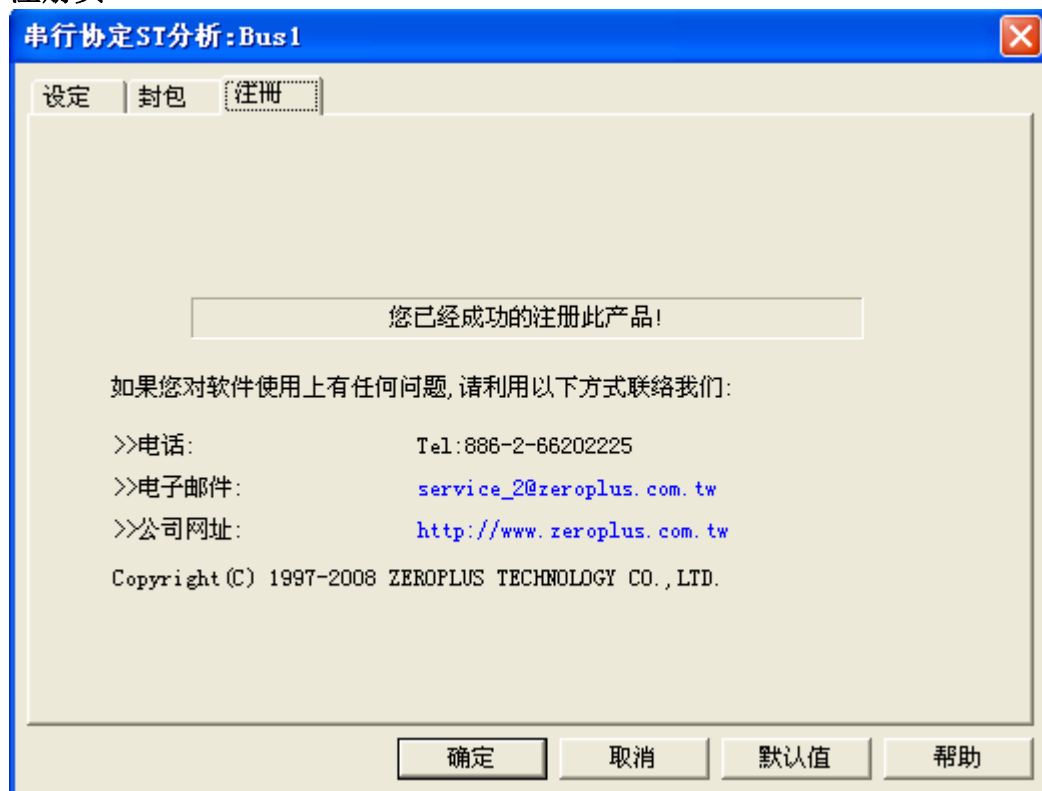 串行协定ST分析:Bus1
设定 封包 注冊
您已经成功的注册此产品!
如果您对软件使用上有任何问题,请利用以下方式联络我们:
>>电话: Tel:886-2-66202225
>>电子邮件: service_2@zeroplus.com.tw
>>公司网址: http://www.zeroplus.com.tw
Copyright(C) 1997-2008 ZEROPLUS TECHNOLOGY CO.,LTD.
确定 取消 默认值 帮助